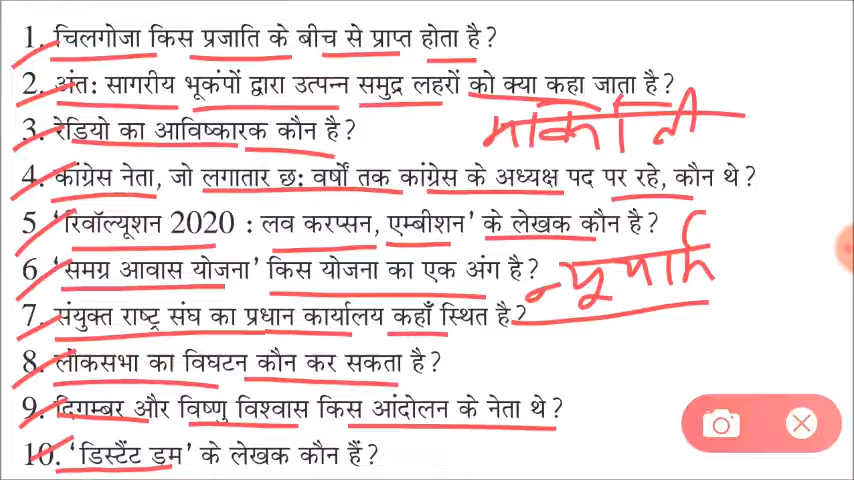 1. चिलगोजा किस प्रजाति के बीच से प्राप्त होता है?
2. अंत: सागरीय भूकंपों द्वारा उत्पन्न समुद्र लहरों को क्या कहा जाता है?
3. रेडियो का आविष्कारक कौन है?
मार्कोनी
4. कांग्रेस नेता, जो लगातार छ: वर्षों तक कांग्रेस के अध्यक्ष पद पर रहे, कौन थे?
5 'रिवॉल्यूशन 2020 : लव करप्सन, एम्बीशन' के लेखक कौन है?
6. 'समग्र आवास योजना' किस योजना का एक अंग है?
न्यूयार्क
7. संयुक्त राष्ट्र संघ का प्रधान कार्यालय कहाँ स्थित है?
8. लोकसभा का विघटन कौन कर सकता है?
9. दिगम्बर और विष्णु विश्वास किस आंदोलन के नेता थे?
10. 'डिस्टैंट ड्रम' के लेखक कौन हैं?